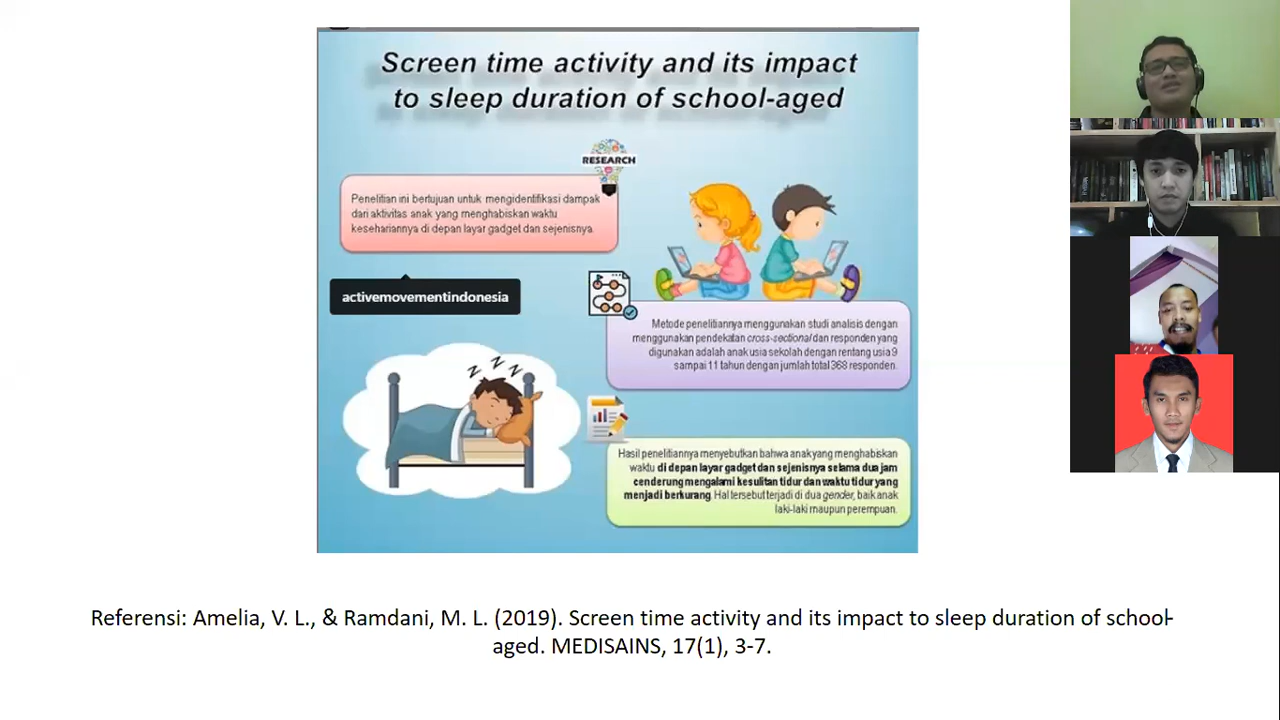 Screen time activity and its impact
to sleep duration of school-aged
RESEARCH
Penelitian ini bertujuan untuk mengidentifikasi dampak
dari aktivitas anak yang menghabiskan waktu
kesehariannya di depan layar gadget dan sejenisnya.
activemovementindonesia
Metode penelitiannya menggunakan studi analisis dengan
menggunakan pendekatan cross-sectional dan responden yang
digunakan adalah anak usia sekolah dengan rentang usia 9
sampai 11 tahun dengan jumlah total 368 responden.
Z Z Z
Hasil penelitiannya menyebutkan bahwa anak yang menghabiskan
waktu di depan layar gadget dan sejenisnya selama dua jam
cenderung mengalami kesulitan tidur dan waktu tidur yang
menjadi berkurang. Hal tersebut terjadi di dua gender, baik anak
laki-laki maupun perempuan.
Referensi: Amelia, V. L., & Ramdani, M. L. (2019). Screen time activity and its impact to sleep duration of school-
aged. MEDISAINS, 17(1), 3-7.